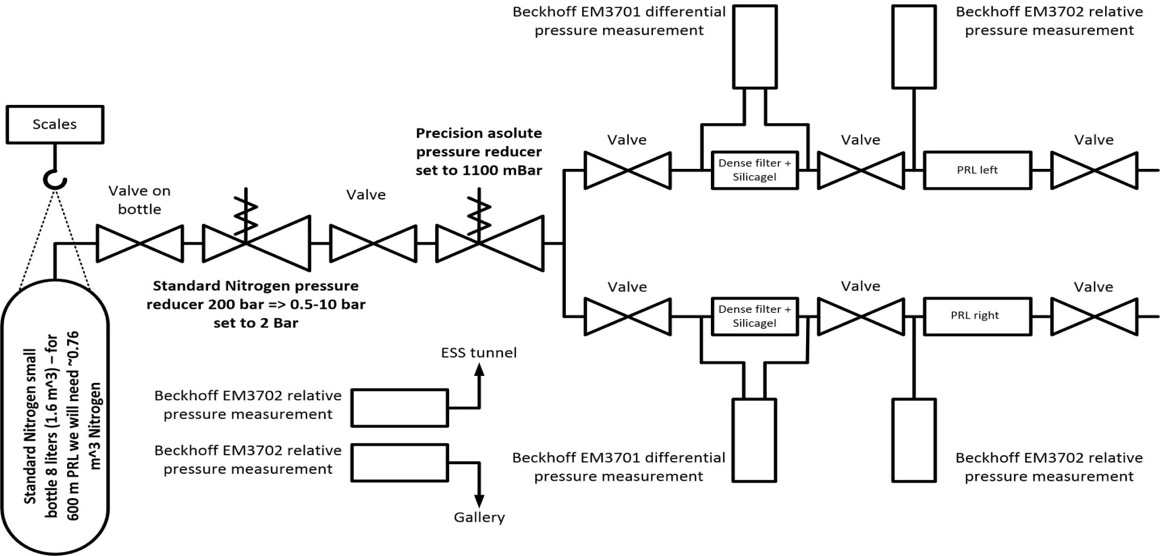 Beckhoff EM3701 differential
pressure measurement
Beckhoff EM3702 relative
pressure measurement
Scales
Precision asolute
pressure reducer
set to 1100 mBar
Valve
Valve
Valve
Dense filter +
Silicagel
PRL left
Valve on
bottle
Valve
Standard Nitrogen pressure
reducer 200 bar => 0.5-10 bar
set to 2 Bar
Valve
Valve
Valve
Dense filter +
Silicagel
PRL right
Standard Nitrogen small
bottle 8 liters (1.6 m^3) – for
600 m PRL we will need ~0.76
m^3 Nitrogen
ESS tunnel
Beckhoff EM3702 relative
pressure measurement
Beckhoff EM3702 relative
pressure measurement
Gallery
Beckhoff EM3701 differential
pressure measurement
Beckhoff EM3702 relative
pressure measurement